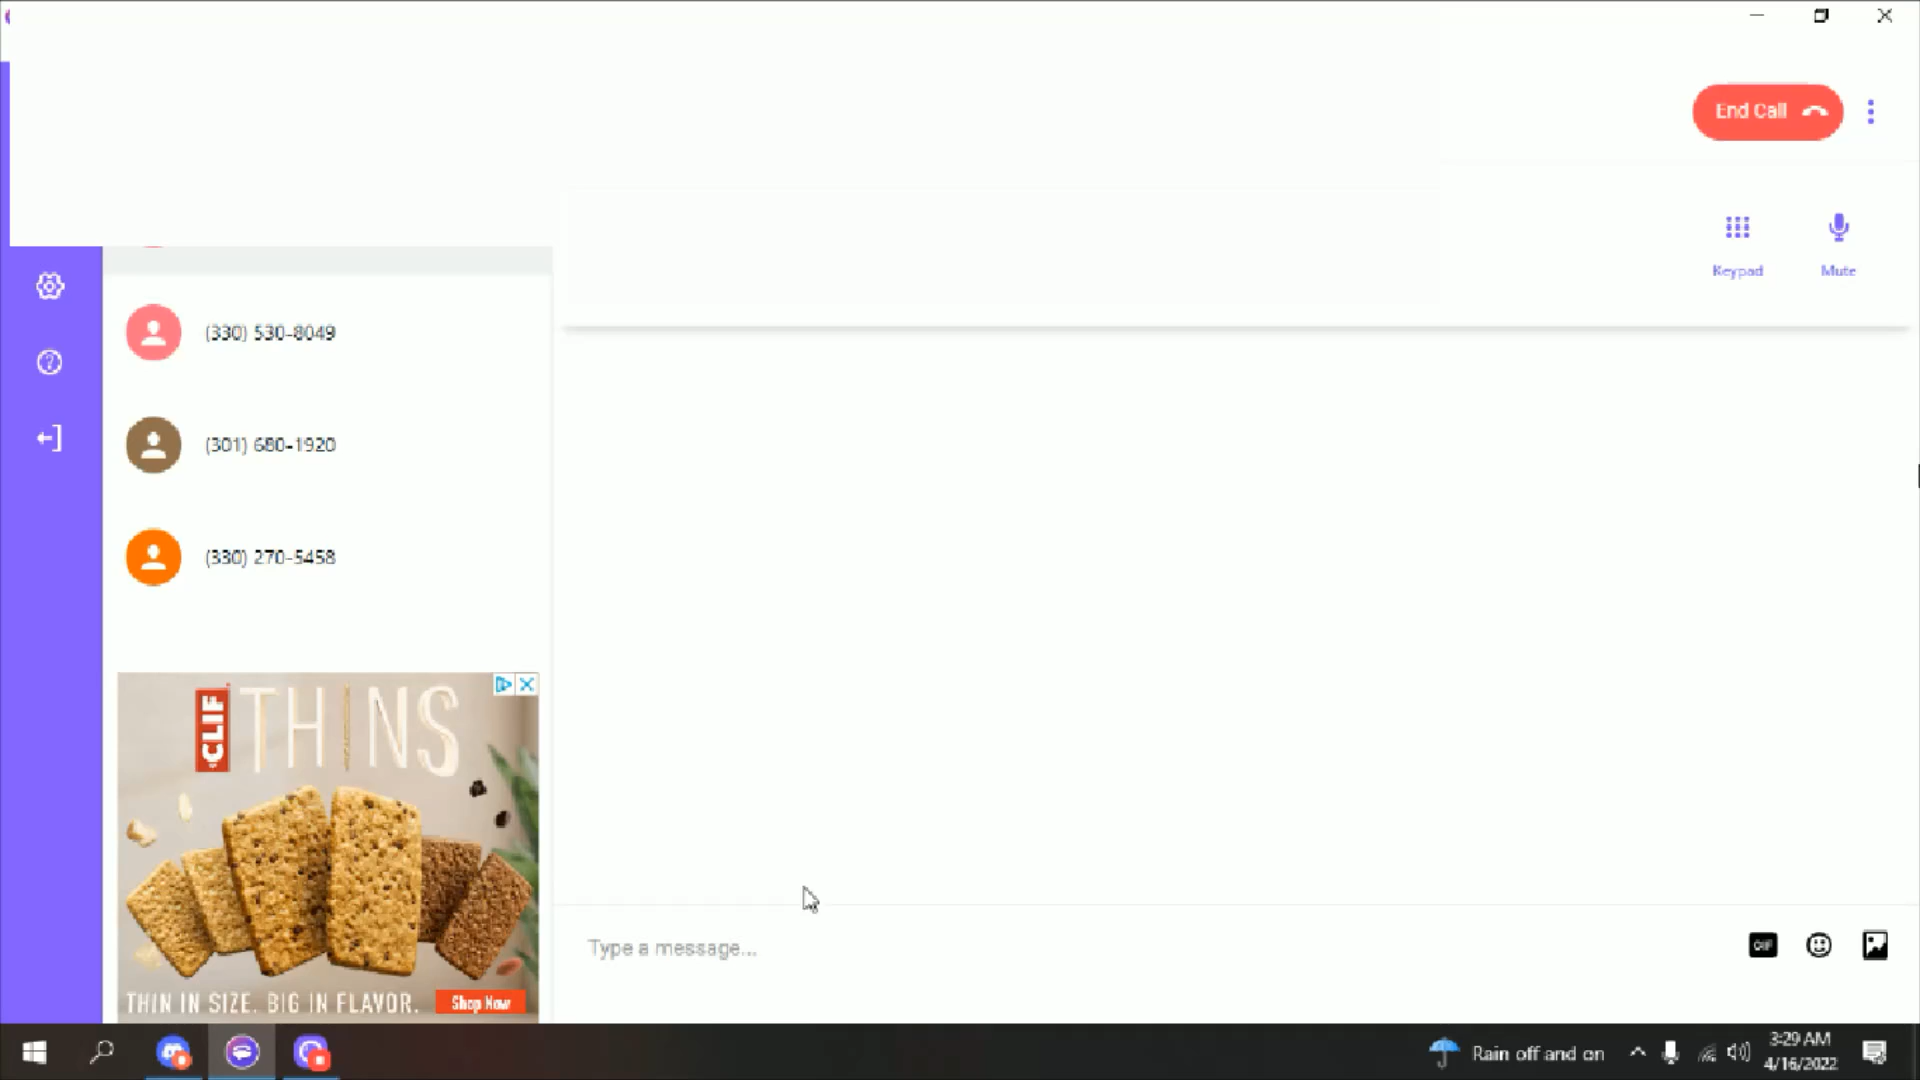 End Call
Keypad
Mute
(330) 530-8049
(301) 680-1920
(330) 270-5458
CLIF
THINS
THIN IN SIZE. BIG IN FLAVOR.
Shop Now
Type a message...
GIF
Rain off and on
3:29 AM
4/16/2022